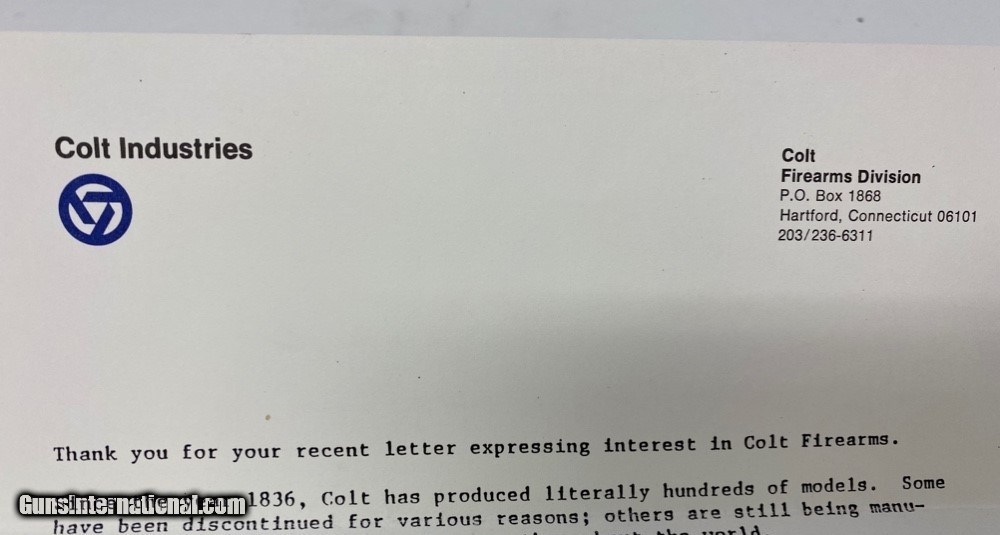 Colt Industries
Colt
Firearms Division
P.O. Box 1868
Hartford, Connecticut 06101
203/236-6311
Thank you for your recent letter expressing interest in Colt Firearms.
1836, Colt has produced literally hundreds of models. Some
have been discontinued for various reasons; others are still being manu-
the world.
GunsInternational.com